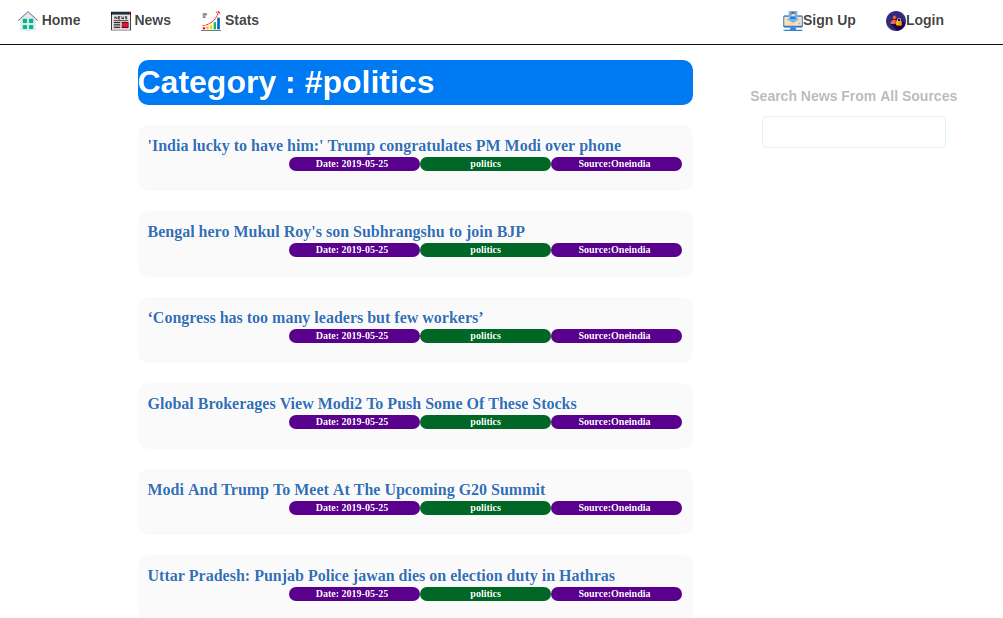 Home News Stats Sign Up Login
Category : #politics
Search News From All Sources
'India lucky to have him:' Trump congratulates PM Modi over phone
Date: 2019-05-25 politics Source:Oneindia
Bengal hero Mukul Roy's son Subhrangshu to join BJP
Date: 2019-05-25 politics Source:Oneindia
‘Congress has too many leaders but few workers’
Date: 2019-05-25 politics Source:Oneindia
Global Brokerages View Modi2 To Push Some Of These Stocks
Date: 2019-05-25 politics Source:Oneindia
Modi And Trump To Meet At The Upcoming G20 Summit
Date: 2019-05-25 politics Source:Oneindia
Uttar Pradesh: Punjab Police jawan dies on election duty in Hathras
Date: 2019-05-25 politics Source:Oneindia